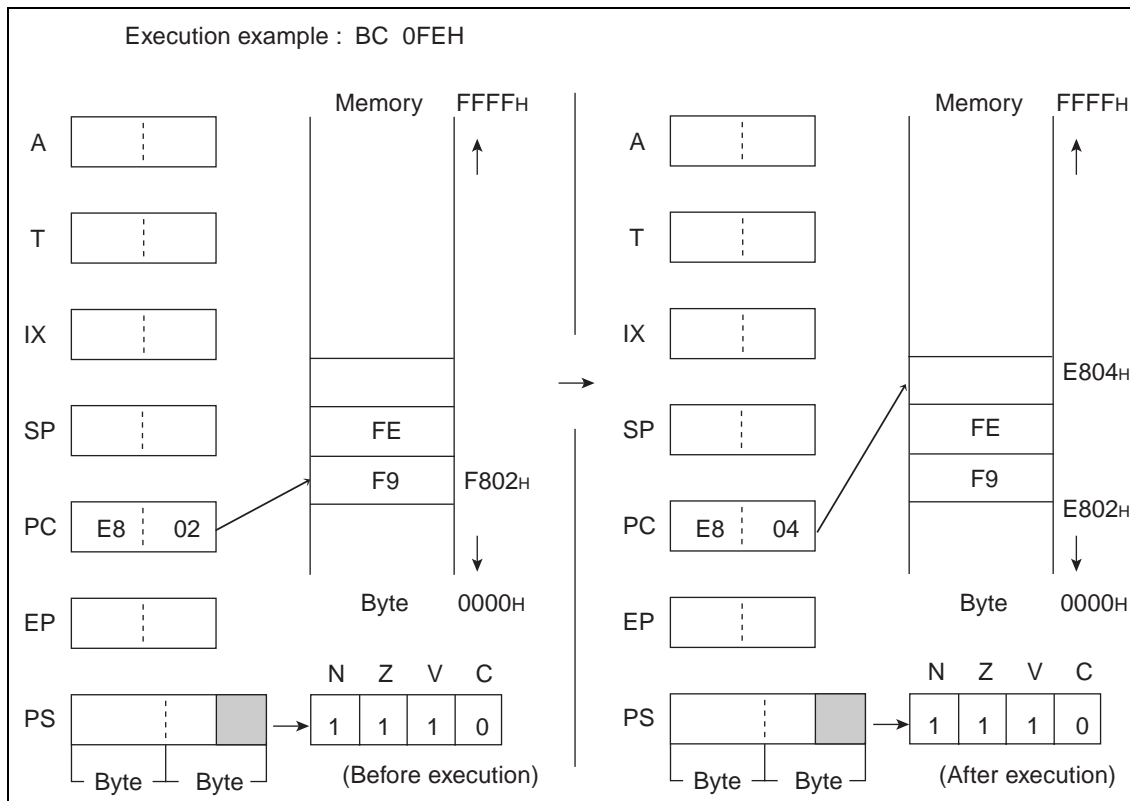 Execution example : BC 0FEH
Memory FFFFH
A
T
IX
SP
FE
F9
F802H
PC
E8 02
Byte 0000H
EP
N Z V C
PS
1 1 1 0
Byte Byte
(Before execution)
Memory FFFFH
A
T
IX
E804H
SP
FE
F9
E802H
PC
E8 04
Byte 0000H
EP
N Z V C
PS
1 1 1 0
Byte Byte
(After execution)